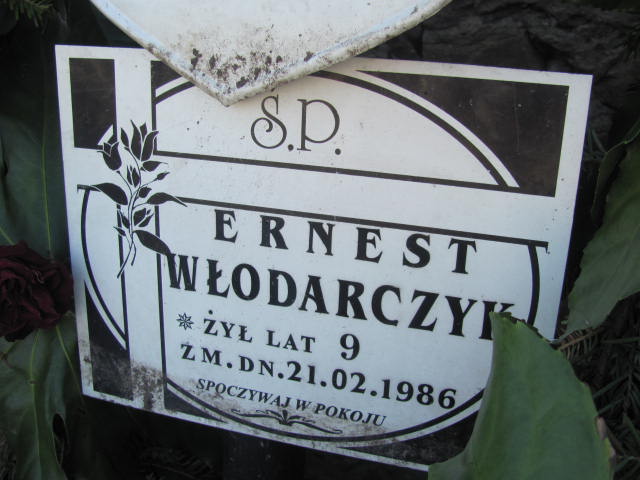 Ś.P.
ERNEST
WŁODARCZYK
ŻYŁ LAT 9
ZM.DN.21.02.1986
SPOCZYWAJ W POKOJU